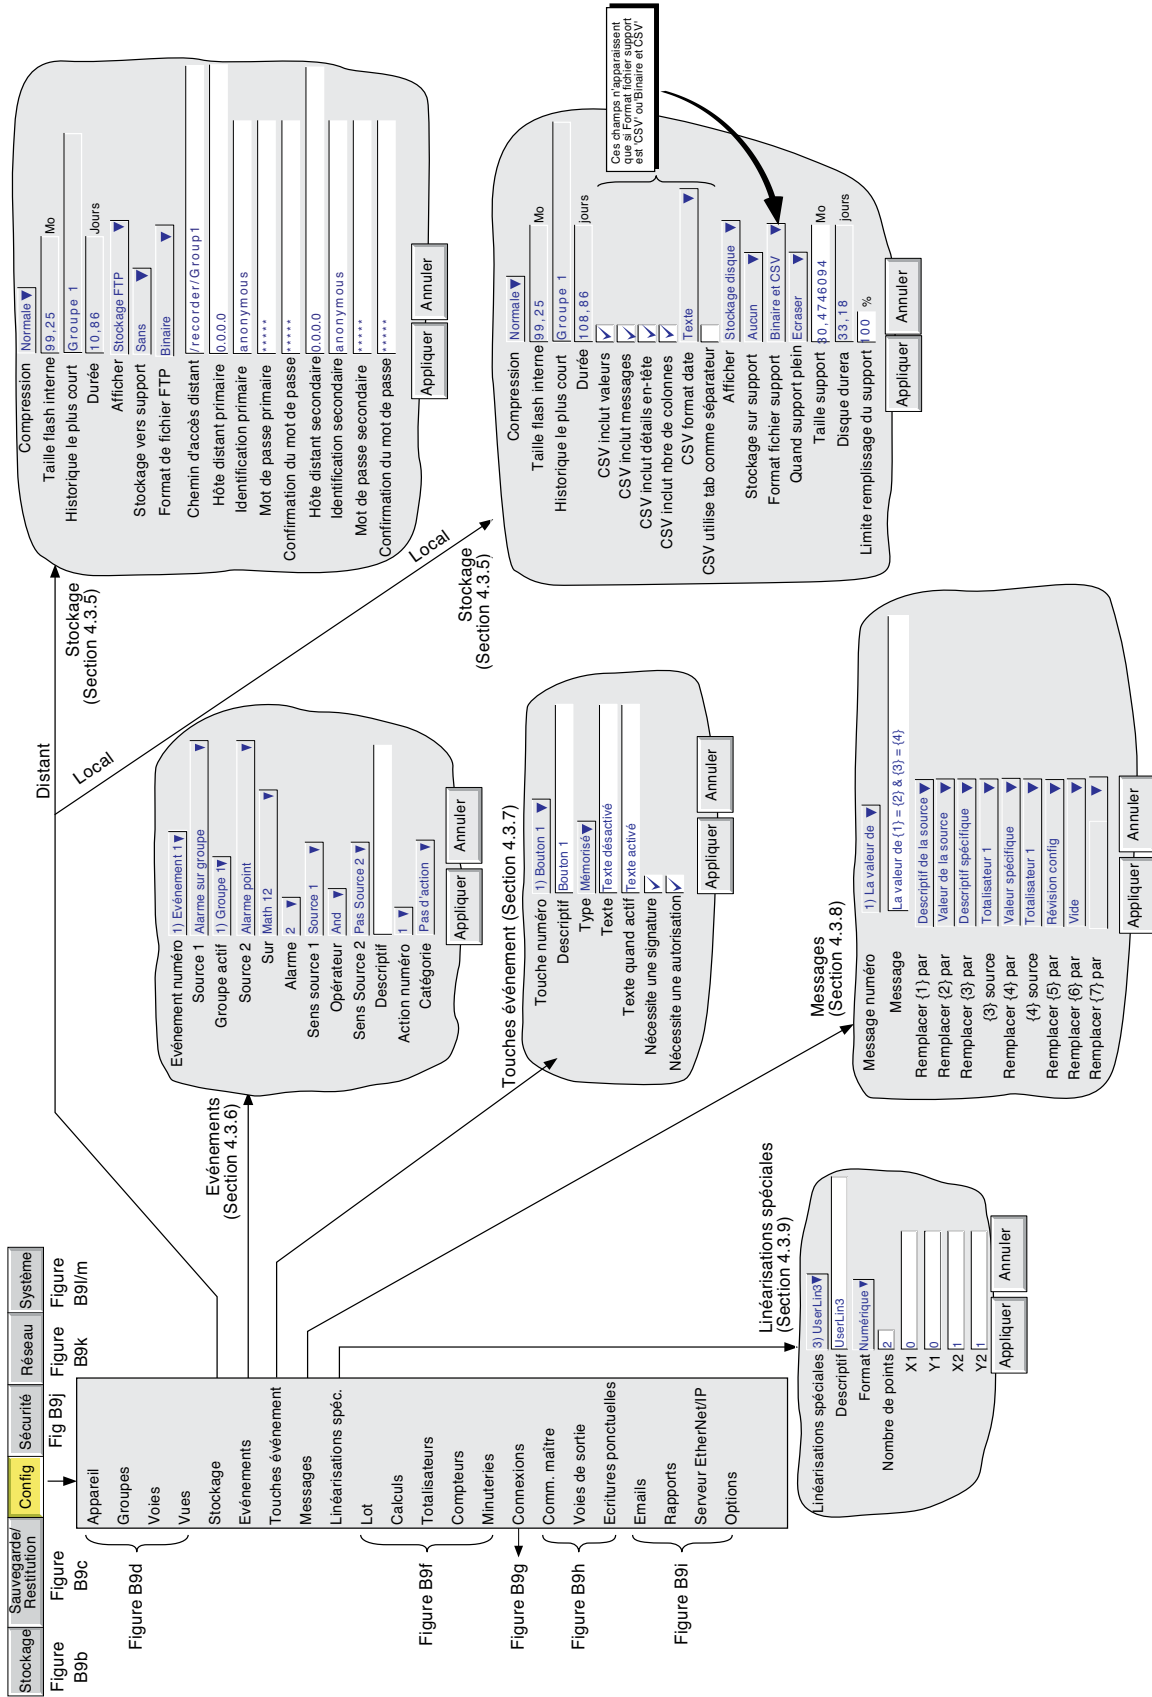 Stockage
Sauvegarde/
Restitution
Config
Sécurité
Réseau
Système
Figure
B9b
Figure
B9c
Fig B9j
Figure
B9k
Figure
B9l/m
Appareil
Groupes
Voies
Vues
Stockage
Evénements
Touches événement
Messages
Linéarisations spéc.
Lot
Calculs
Totalisateurs
Compteurs
Minuteries
Connexions
Comm. maître
Voies de sortie
Ecritures ponctuelles
Emails
Rapports
Serveur EtherNet/IP
Options
Figure B9d
Figure B9f
Figure B9g
Figure B9h
Figure B9i
Distant
Local
Stockage
(Section 4.3.5)
Compression Normale
Taille flash interne 99,25 Mo
Historique le plus court Groupe 1
Durée 10,86 Jours
Afficher Stockage FTP
Stockage vers support Sans
Format de fichier FTP Binaire
Chemin d'accès distant /recorder/Group1
Hôte distant primaire 0.0.0.0
Identification primaire anonymous
Mot de passe primaire ****
Confirmation du mot de passe ****
Hôte distant secondaire 0.0.0.0
Identification secondaire anonymous
Mot de passe secondaire ****
Confirmation du mot de passe ****
Appliquer Annuler
Local
Stockage
(Section 4.3.5)
Compression Normale
Taille flash interne 99,25 Mo
Historique le plus court Groupe 1
Durée 108,86 jours
CSV inclut valeurs
CSV inclut messages
CSV inclut détails en-tête
CSV inclut nbre de colonnes
CSV format date Texte
CSV utilise tab comme séparateur
Afficher Stockage disque
Stockage sur support Aucun
Format fichier support Binaire et CSV
Quand support plein Ecraser
Taille support 30,4746094 Mo
Disque durera 33,18 jours
Limite remplissage du support 100 %
Appliquer Annuler
Ces champs n'apparaissent
que si Format fichier support
est 'CSV' ou'Binaire et CSV'
Evénements
(Section 4.3.6)
Evénement numéro 1) Evénement 1
Source 1 Alarme sur groupe
Groupe actif 1) Groupe 1
Source 2 Alarme point
Sur Math 12
Alarme 2
Sens source 1 Source 1
Opérateur And
Sens Source 2 Pas Source 2
Descriptif
Action numéro 1
Catégorie Pas d'action
Appliquer Annuler
Touches événement (Section 4.3.7)
Touche numéro 1) Bouton 1
Descriptif Bouton 1
Type Mémorisé
Texte Texte désactivé
Texte quand actif Texte activé
Nécessite une signature
Nécessite une autorisation
Appliquer Annuler
Messages
(Section 4.3.8)
Message numéro 1) La valeur de
Message La valeur de {1} = {2} & {3} = {4}
Remplacer {1} par Descriptif de la source
Remplacer {2} par Valeur de la source
Remplacer {3} par Descriptif spécifique
{3} source Totalisateur 1
Remplacer {4} par Valeur spécifique
{4} source Totalisateur 1
Remplacer {5} par Révision config
Remplacer {6} par Vide
Remplacer {7} par
Appliquer Annuler
Linéarisations spéciales
(Section 4.3.9)
Linéarisations spéciales 3) UserLin3
Descriptif UserLin3
Format Numérique
Nombre de points 2
X1 0
Y1 0
X2 1
Y2 1
Appliquer Annuler